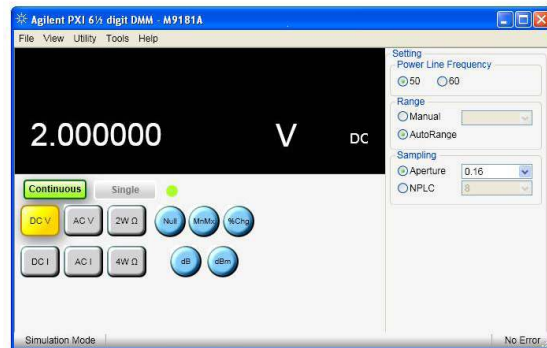 Agilent PXI 6½ digit DMM - M9181A
File View Utility Tools Help
2.000000 V DC
Continuous Single
DC V AC V 2W Ω Null MnMx %Chg
DC I AC I 4W Ω dB dBm
Setting
Power Line Frequency
50 60
Range
Manual
AutoRange
Sampling
Aperture 0.16
NPLC 8
Simulation Mode No Error